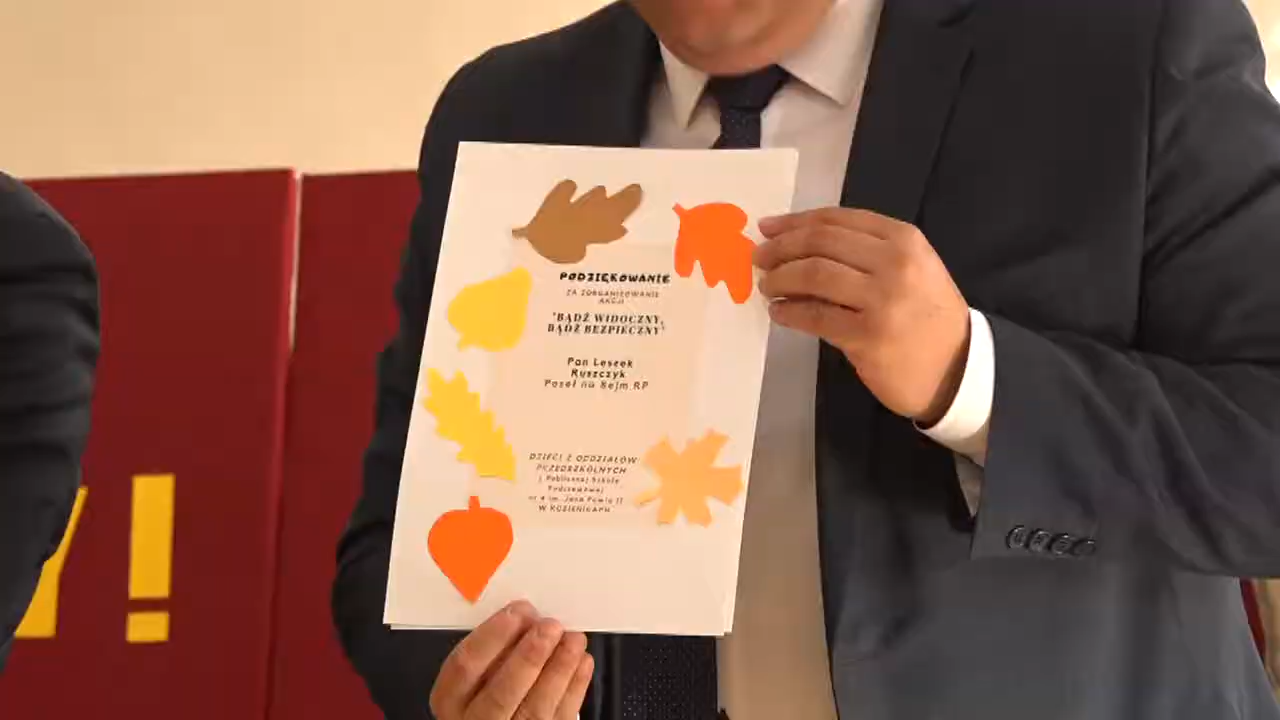 PODZIĘKOWANIE
ZA ZORGANIZOWANIE
AKCJI
"BĄDŹ WIDOCZNY,
BĄDŹ BEZPIECZNY"
Pan Leszek
Ruszczyk
Poseł na Sejm RP
DZIECI Z ODDZIAŁÓW
PRZEDSZKOLNYCH
Publicznej Szkole
Podstawowej
nr 4 im. Jana Pawła II
W KOZIENICACH
Y!